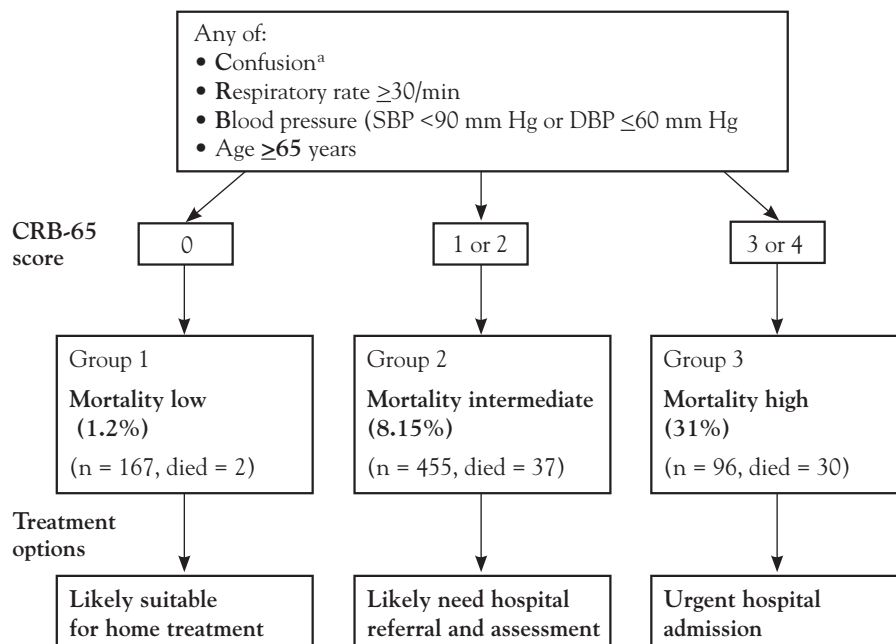 Any of:
• Confusionᵃ
• Respiratory rate ≥30/min
• Blood pressure (SBP <90 mm Hg or DBP ≤60 mm Hg
• Age ≥65 years
CRB-65
score
0
1 or 2
3 or 4
Group 1
Mortality low
(1.2%)
(n = 167, died = 2)
Group 2
Mortality intermediate
(8.15%)
(n = 455, died = 37)
Group 3
Mortality high
(31%)
(n = 96, died = 30)
Treatment
options
Likely suitable
for home treatment
Likely need hospital
referral and assessment
Urgent hospital
admission